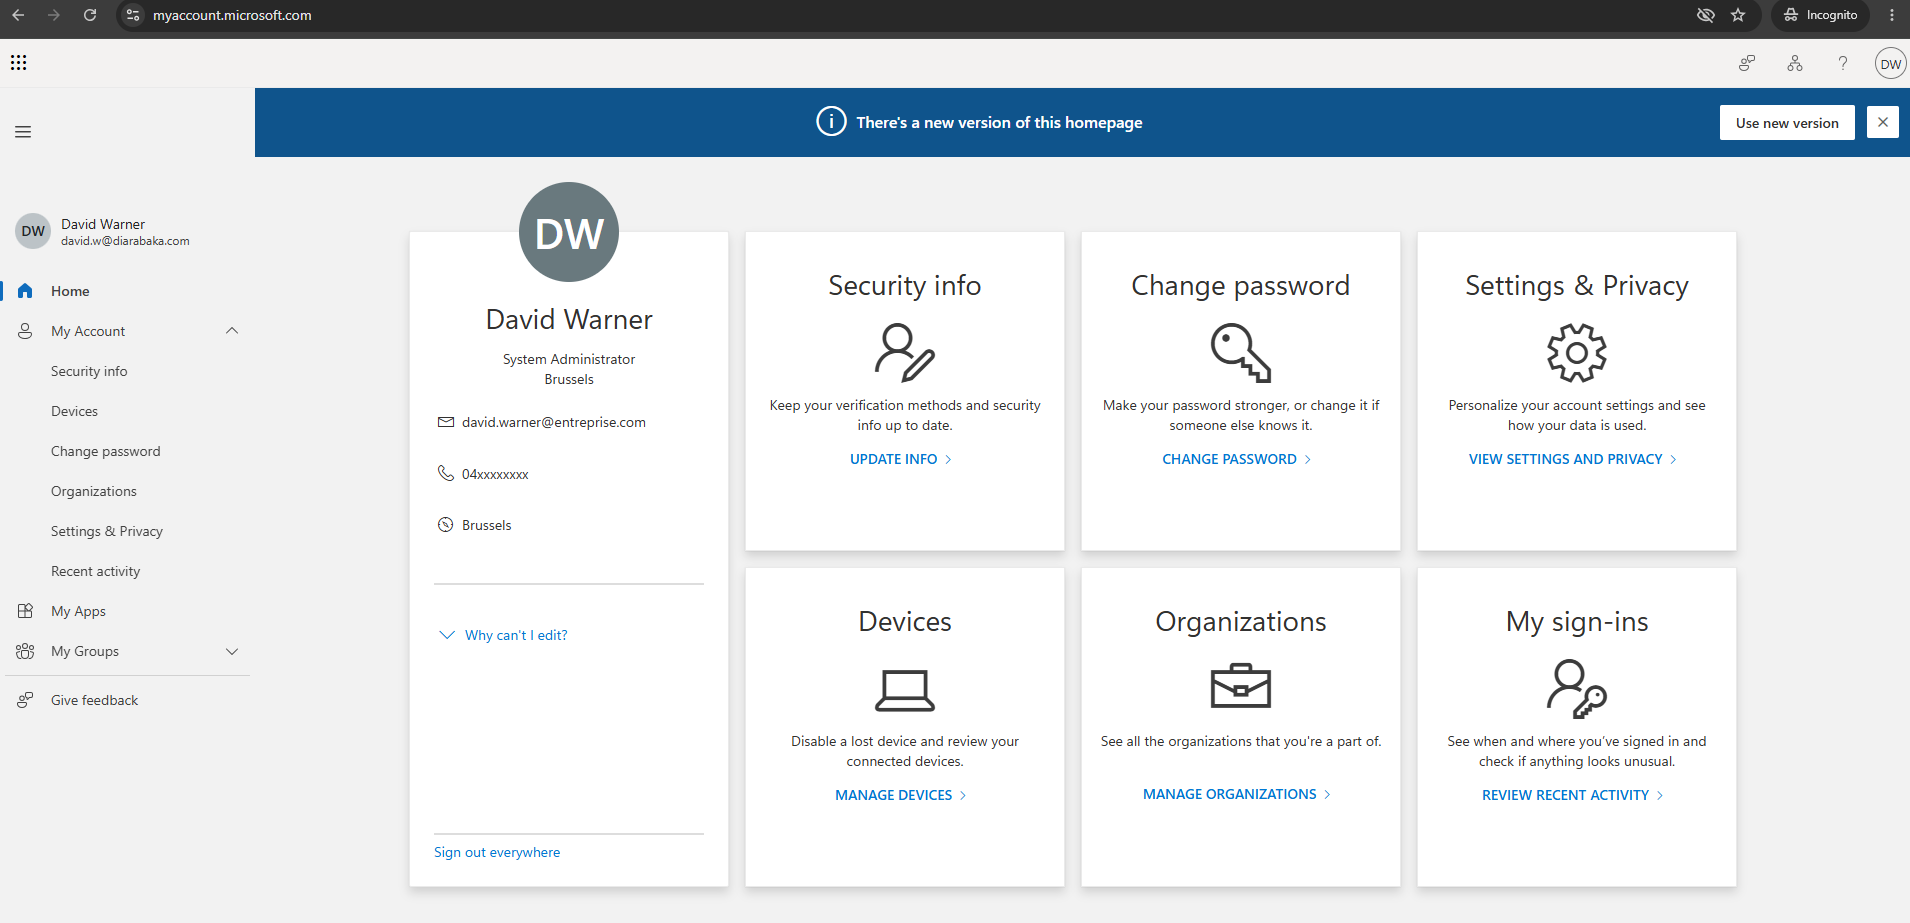 myaccount.microsoft.com
Incognito
DW
There's a new version of this homepage
Use new version
DW
David Warner
david.w@diarabaka.com
Home
My Account
Security info
Devices
Change password
Organizations
Settings & Privacy
Recent activity
My Apps
My Groups
Give feedback
DW
David Warner
System Administrator
Brussels
david.warner@entreprise.com
04xxxxxxxx
Brussels
Why can't I edit?
Sign out everywhere
Security info
Keep your verification methods and security
info up to date.
UPDATE INFO
Change password
Make your password stronger, or change it if
someone else knows it.
CHANGE PASSWORD
Settings & Privacy
Personalize your account settings and see
how your data is used.
VIEW SETTINGS AND PRIVACY
Devices
Disable a lost device and review your
connected devices.
MANAGE DEVICES
Organizations
See all the organizations that you're a part of.
MANAGE ORGANIZATIONS
My sign-ins
See when and where you’ve signed in and
check if anything looks unusual.
REVIEW RECENT ACTIVITY